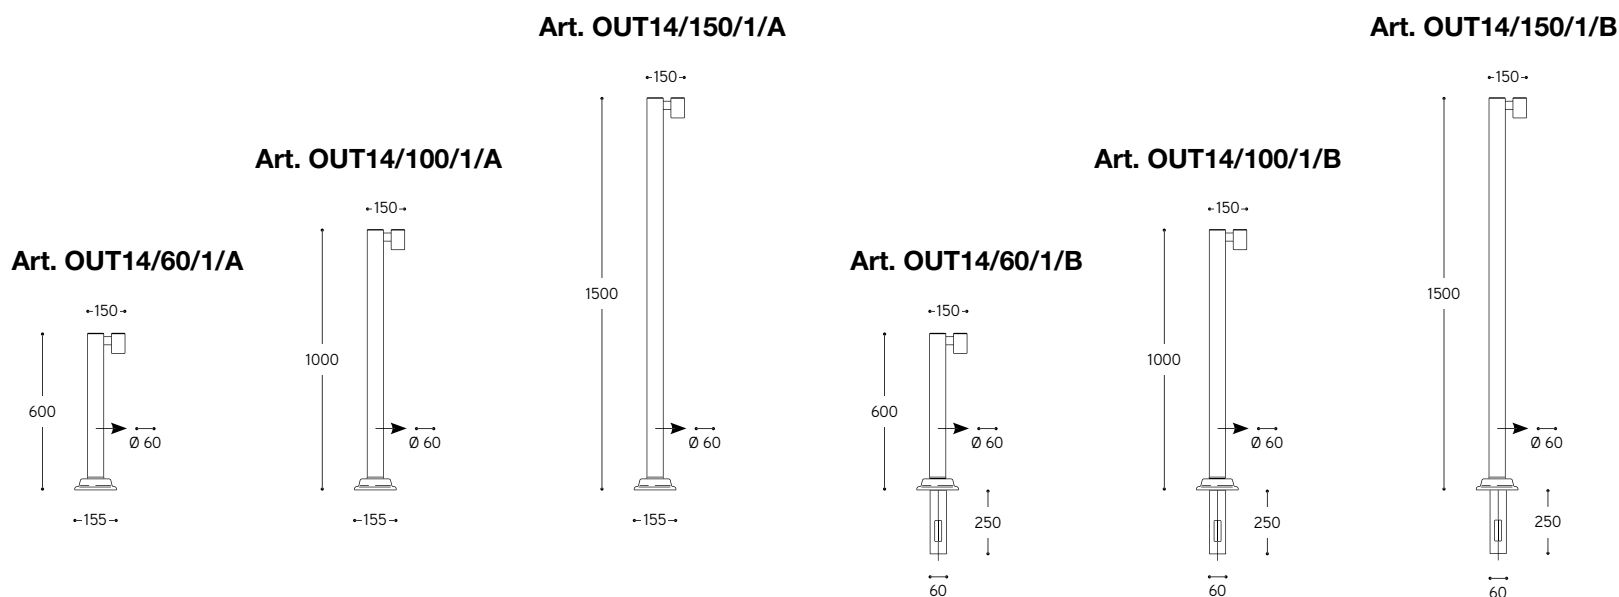 Art. OUT14/150/1/A
Art. OUT14/150/1/B
150
150
1500
1500
Art. OUT14/100/1/A
Art. OUT14/100/1/B
150
150
1000
1000
Art. OUT14/60/1/A
Art. OUT14/60/1/B
150
150
600
600
Ø 60
Ø 60
Ø 60
Ø 60
Ø 60
Ø 60
155
155
155
250
250
250
60
60
60